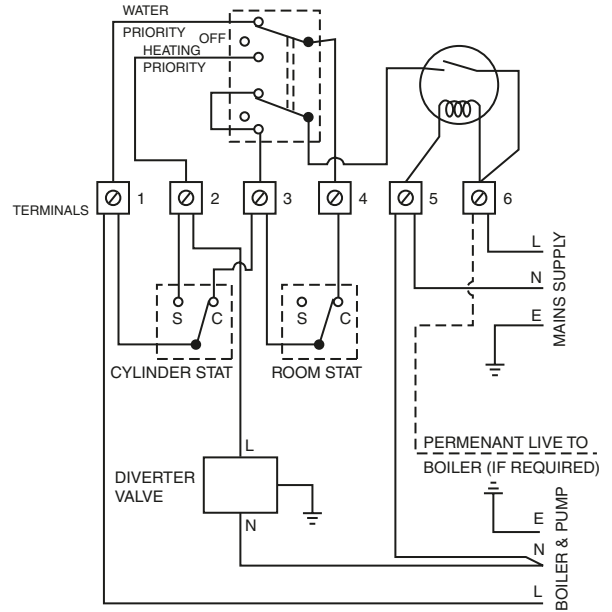 WATER
PRIORITY
OFF
HEATING
PRIORITY
TERMINALS
1
2
3
4
5
6
L
N
E
MAINS SUPPLY
S
C
S
C
CYLINDER STAT
ROOM STAT
L
DIVERTER
VALVE
N
PERMENANT LIVE TO
BOILER (IF REQUIRED)
E
N
L
BOILER & PUMP